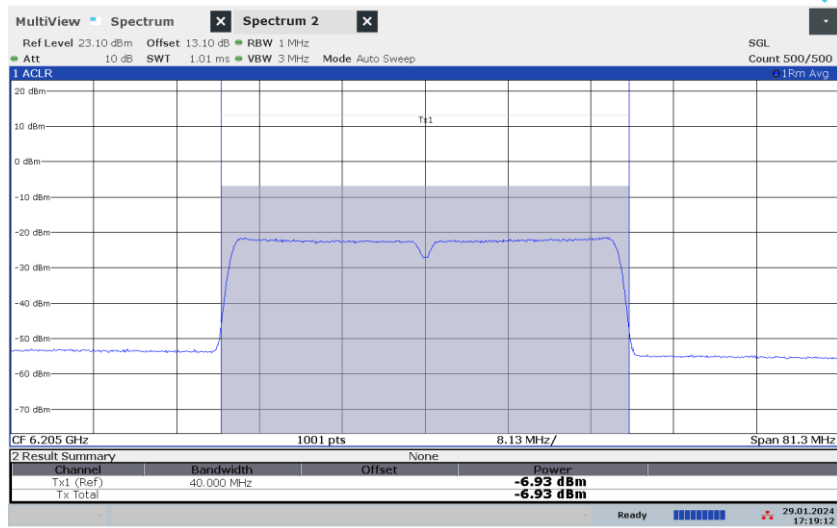 MultiView Spectrum X Spectrum 2 X
Ref Level 23.10 dBm Offset 13.10 dB RBW 1 MHz SGL
Att 10 dB SWT 1.01 ms VBW 3 MHz Mode Auto Sweep Count 500/500
1 ACLR 1Rm Avg
20 dBm
Tx1
10 dBm
0 dBm
-10 dBm
-20 dBm
-30 dBm
-40 dBm
-50 dBm
-60 dBm
-70 dBm
CF 6.205 GHz 1001 pts 8.13 MHz/ Span 81.3 MHz
2 Result Summary None
Channel Bandwidth Offset Power
Tx1 (Ref) 40.000 MHz -6.93 dBm
Tx Total -6.93 dBm
Ready 29.01.2024
17:19:12